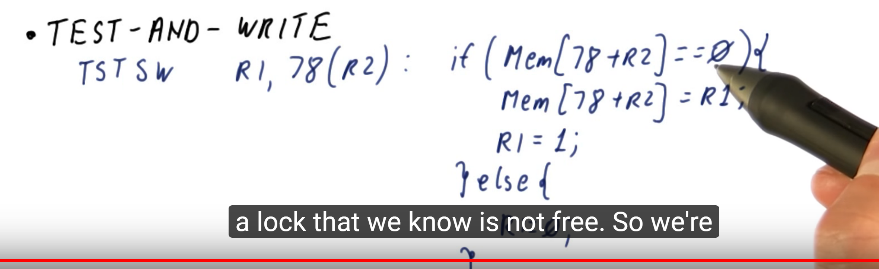 • TEST-AND-WRITE
TSTSW R1, 78(R2): if (Mem[78+R2]==0){
Mem[78+R2] = R1;
R1 = 1;
} else {
a lock that we know is not free. So we're
}